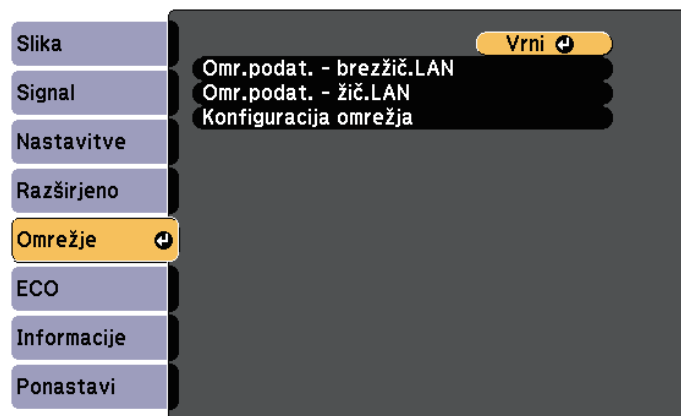 Slika
Signal
Nastavitve
Razširjeno
Omrežje
ECO
Informacije
Ponastavi
Vrni
Omr.podat. - brezžič.LAN
Omr.podat. - žič.LAN
Konfiguracija omrežja